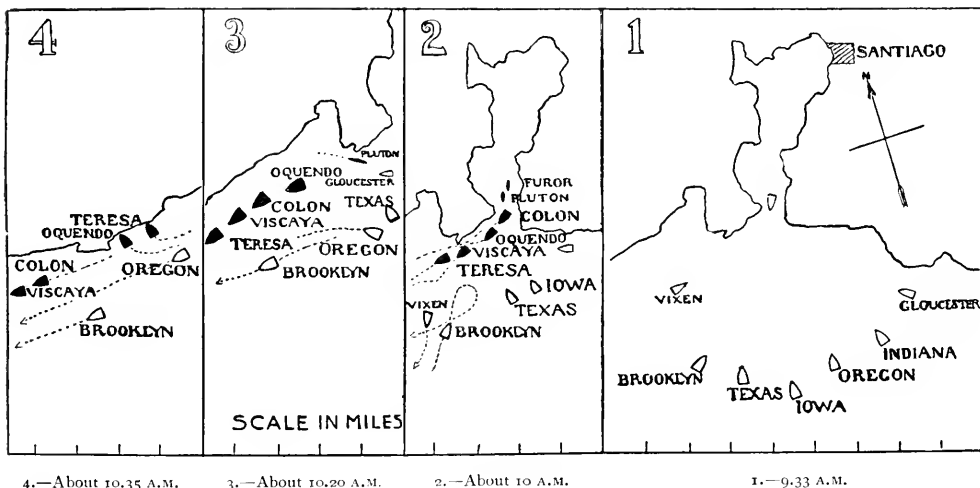 4
TERESA
OQUENDO
COLON
OREGON
VISCAYA
BROOKLYN
3
PLUTON
OQUENDO
GLOUCESTER
COLON
TEXAS
VISCAYA
TERESA
OREGON
BROOKLYN
SCALE IN MILES
2
FUROR
PLUTON
COLON
OQUENDO
VISCAYA
TERESA
IOWA
VIXEN
TEXAS
BROOKLYN
1
SANTIAGO
N
VIXEN
GLOUCESTER
INDIANA
BROOKLYN
OREGON
TEXAS
IOWA
4.—About 10.35 A.M.
3.—About 10.20 A.M.
2.—About 10 A.M.
1.—9.33 A.M.